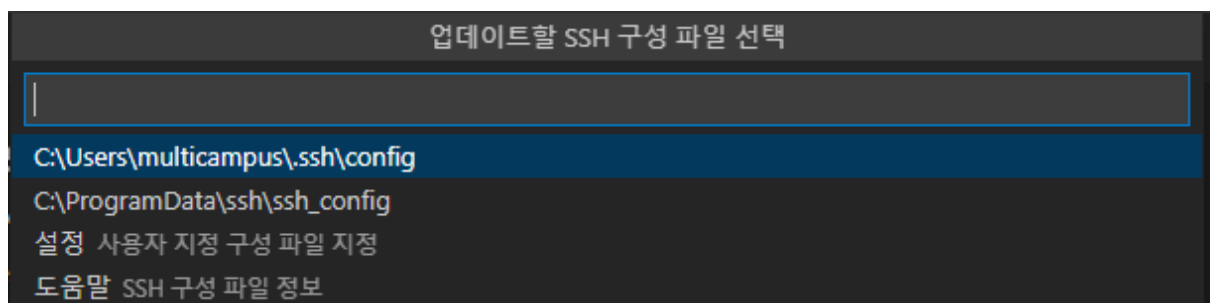 업데이트할 SSH 구성 파일 선택
C:\Users\multicampus\.ssh\config
C:\ProgramData\ssh\ssh_config
설정 사용자 지정 구성 파일 지정
도움말 SSH 구성 파일 정보